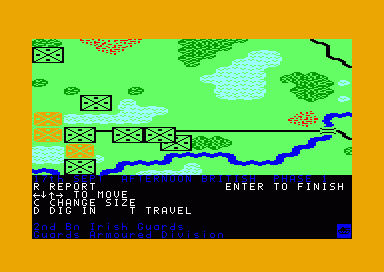 SEPT AFTERNOON BRITISH PHASE 1
R REPORT ENTER TO FINISH
←↓↑→ TO MOVE
C CHANGE SIZE
D DIG IN T TRAVEL
2nd Bn Irish Guards
Guards Armoured Division